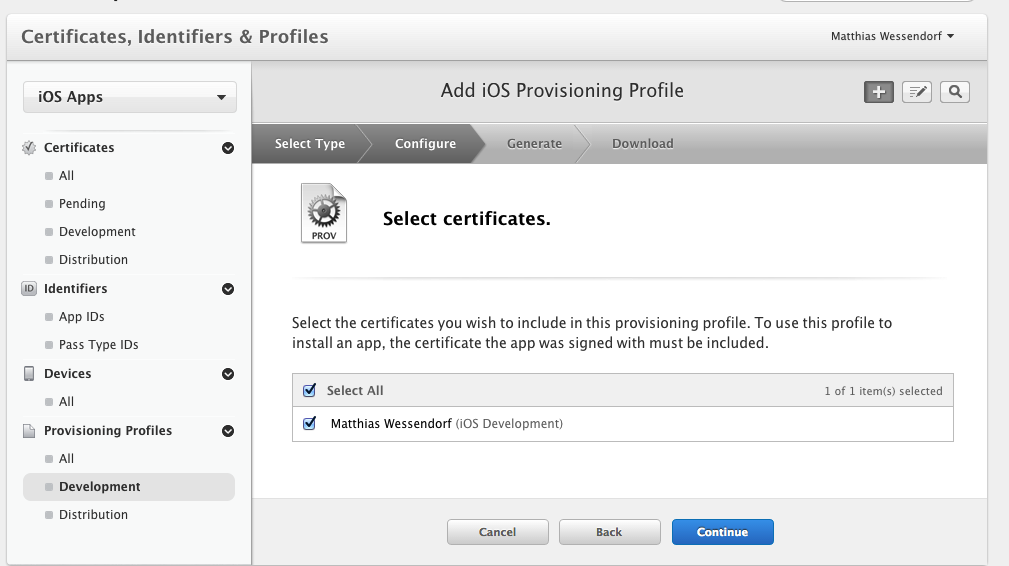 Certificates, Identifiers & Profiles
Matthias Wessendorf
iOS Apps
Add iOS Provisioning Profile
Select Type
Configure
Generate
Download
Certificates
All
Pending
Development
Distribution
ID
Identifiers
App IDs
Pass Type IDs
Devices
All
Provisioning Profiles
All
Development
Distribution
PROV
Select certificates.
Select the certificates you wish to include in this provisioning profile. To use this profile to
install an app, the certificate the app was signed with must be included.
Select All
1 of 1 item(s) selected
Matthias Wessendorf (iOS Development)
Cancel
Back
Continue